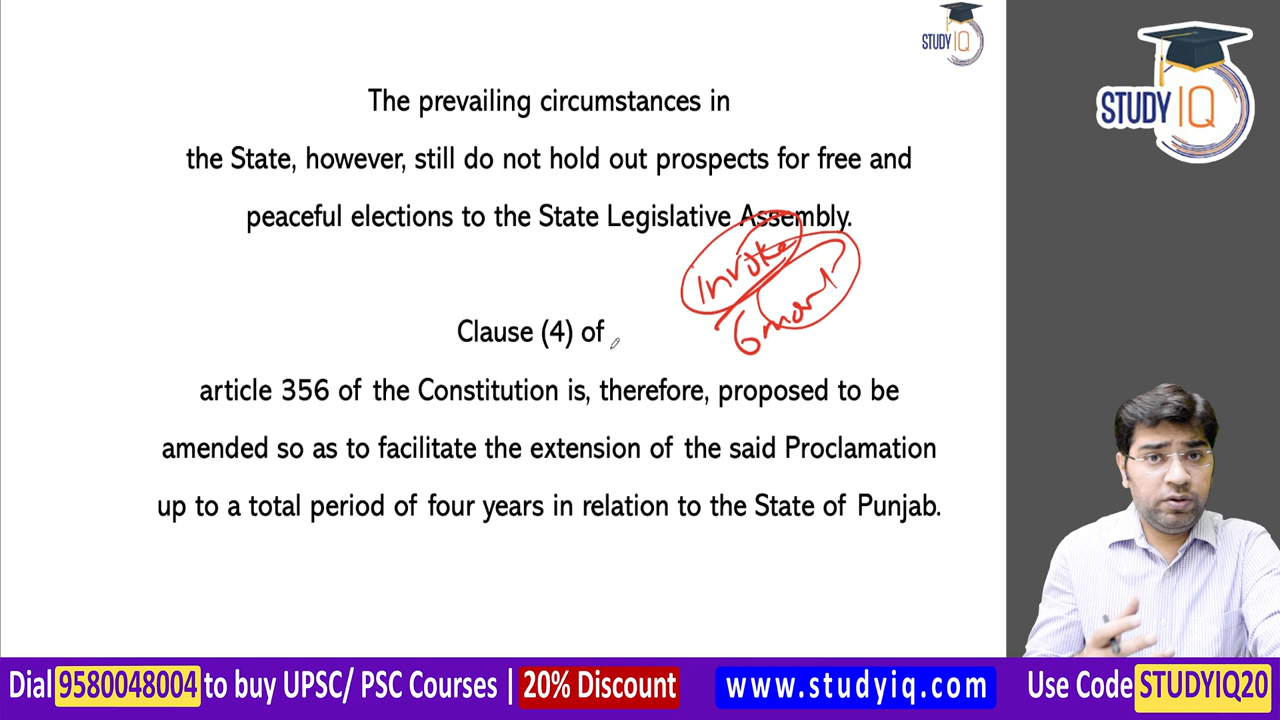 STUDY IQ
STUDY IQ
The prevailing circumstances in
the State, however, still do not hold out prospects for free and
peaceful elections to the State Legislative Assembly.
Invoke
6 mon
Clause (4) of
article 356 of the Constitution is, therefore, proposed to be
amended so as to facilitate the extension of the said Proclamation
up to a total period of four years in relation to the State of Punjab.
Dial 9580048004 to buy UPSC/ PSC Courses | 20% Discount www.studyiq.com Use Code STUDYIQ20